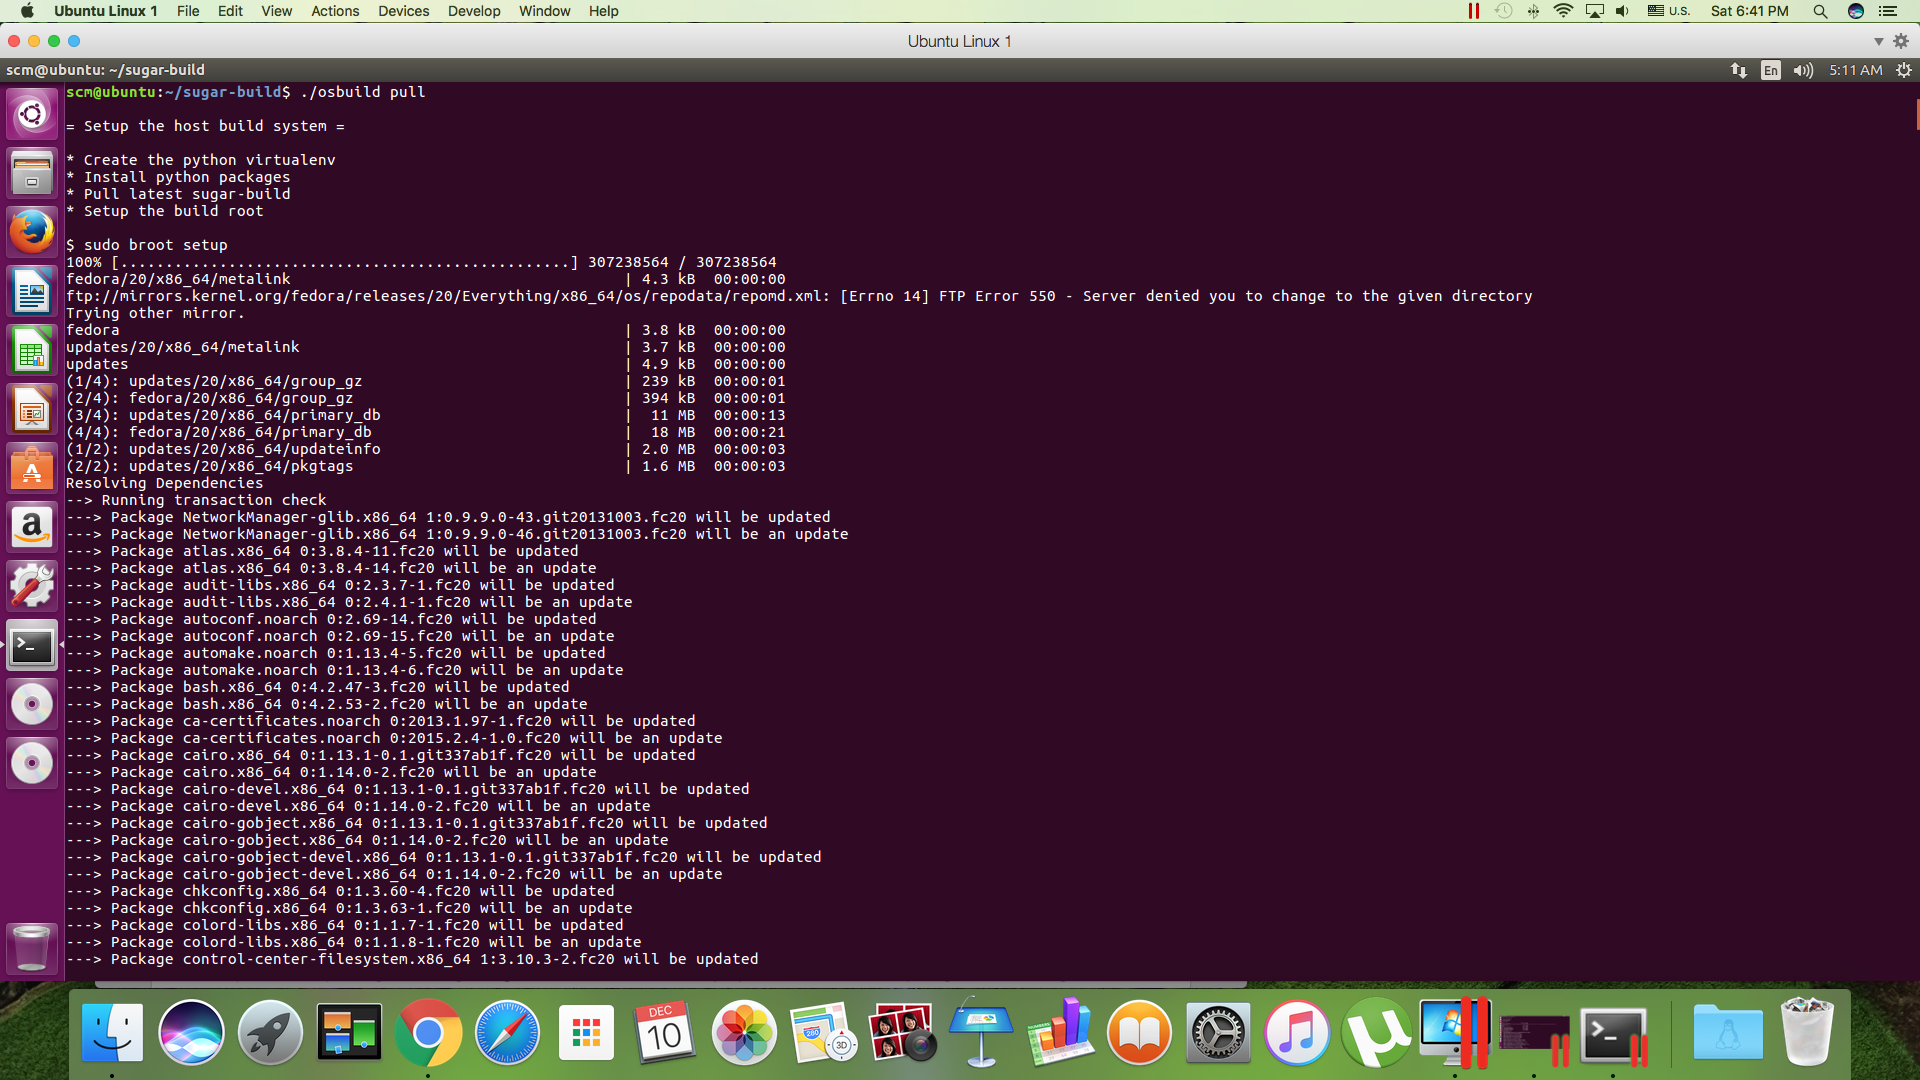 Ubuntu Linux 1 File Edit View Actions Devices Develop Window Help U.S. Sat 6:41 PM
Ubuntu Linux 1
scm@ubuntu: ~/sugar-build En 5:11 AM
scm@ubuntu:~/sugar-build$ ./osbuild pull
= Setup the host build system =
* Create the python virtualenv
* Install python packages
* Pull latest sugar-build
* Setup the build root
$ sudo broot setup
100% [..................................................] 307238564 / 307238564
fedora/20/x86_64/metalink | 4.3 kB 00:00:00
ftp://mirrors.kernel.org/fedora/releases/20/Everything/x86_64/os/repodata/repomd.xml: [Errno 14] FTP Error 550 - Server denied you to change to the given directory
Trying other mirror.
fedora | 3.8 kB 00:00:00
updates/20/x86_64/metalink | 3.7 kB 00:00:00
updates | 4.9 kB 00:00:00
(1/4): updates/20/x86_64/group_gz | 239 kB 00:00:01
(2/4): fedora/20/x86_64/group_gz | 394 kB 00:00:01
(3/4): updates/20/x86_64/primary_db | 11 MB 00:00:13
(4/4): fedora/20/x86_64/primary_db | 18 MB 00:00:21
(1/2): updates/20/x86_64/updateinfo | 2.0 MB 00:00:03
(2/2): updates/20/x86_64/pkgtags | 1.6 MB 00:00:03
Resolving Dependencies
--> Running transaction check
---> Package NetworkManager-glib.x86_64 1:0.9.9.0-43.git20131003.fc20 will be updated
---> Package NetworkManager-glib.x86_64 1:0.9.9.0-46.git20131003.fc20 will be an update
---> Package atlas.x86_64 0:3.8.4-11.fc20 will be updated
---> Package atlas.x86_64 0:3.8.4-14.fc20 will be an update
---> Package audit-libs.x86_64 0:2.3.7-1.fc20 will be updated
---> Package audit-libs.x86_64 0:2.4.1-1.fc20 will be an update
---> Package autoconf.noarch 0:2.69-14.fc20 will be updated
---> Package autoconf.noarch 0:2.69-15.fc20 will be an update
---> Package automake.noarch 0:1.13.4-5.fc20 will be updated
---> Package automake.noarch 0:1.13.4-6.fc20 will be an update
---> Package bash.x86_64 0:4.2.47-3.fc20 will be updated
---> Package bash.x86_64 0:4.2.53-2.fc20 will be an update
---> Package ca-certificates.noarch 0:2013.1.97-1.fc20 will be updated
---> Package ca-certificates.noarch 0:2015.2.4-1.0.fc20 will be an update
---> Package cairo.x86_64 0:1.13.1-0.1.git337ab1f.fc20 will be updated
---> Package cairo.x86_64 0:1.14.0-2.fc20 will be an update
---> Package cairo-devel.x86_64 0:1.13.1-0.1.git337ab1f.fc20 will be updated
---> Package cairo-devel.x86_64 0:1.14.0-2.fc20 will be an update
---> Package cairo-gobject.x86_64 0:1.13.1-0.1.git337ab1f.fc20 will be updated
---> Package cairo-gobject.x86_64 0:1.14.0-2.fc20 will be an update
---> Package cairo-gobject-devel.x86_64 0:1.13.1-0.1.git337ab1f.fc20 will be updated
---> Package cairo-gobject-devel.x86_64 0:1.14.0-2.fc20 will be an update
---> Package chkconfig.x86_64 0:1.3.60-4.fc20 will be updated
---> Package chkconfig.x86_64 0:1.3.63-1.fc20 will be an update
---> Package colord-libs.x86_64 0:1.1.7-1.fc20 will be updated
---> Package colord-libs.x86_64 0:1.1.8-1.fc20 will be an update
---> Package control-center-filesystem.x86_64 1:3.10.3-2.fc20 will be updated
DEC
10
280
3D